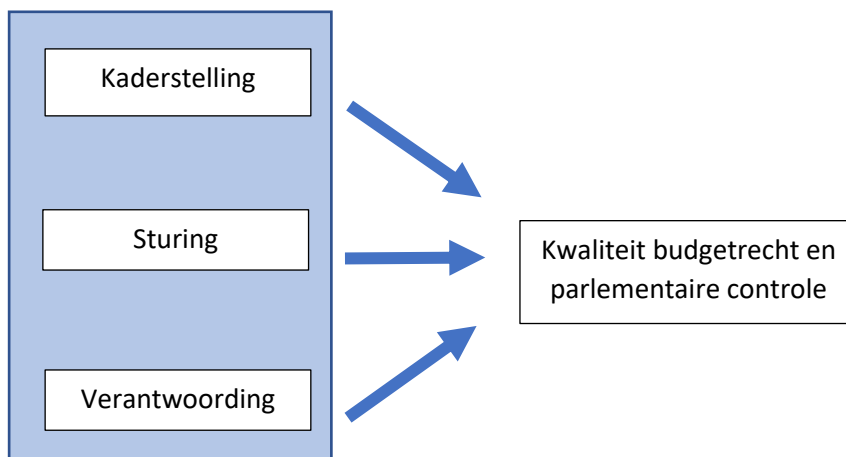 Kaderstelling
Sturing
Verantwoording
Kwaliteit budgetrecht en
parlementaire controle